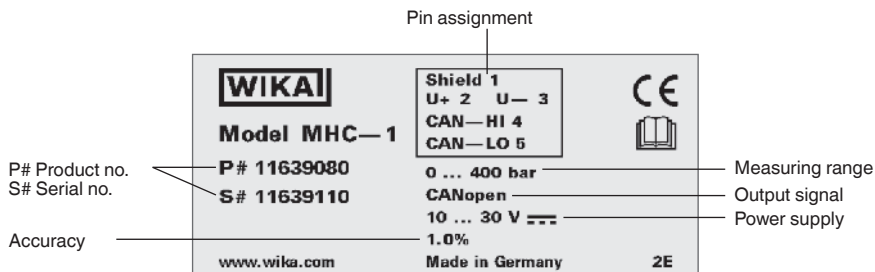 Pin assignment
WIKA
Shield 1
U+ 2 U— 3
CAN—HI 4
CAN—LO 5
CE
Model MHC—1
P# Product no.
S# Serial no.
P# 11639080
S# 11639110
0 ... 400 bar
CANopen
10 ... 30 V
1.0%
Measuring range
Output signal
Power supply
Accuracy
www.wika.com
Made in Germany
2E